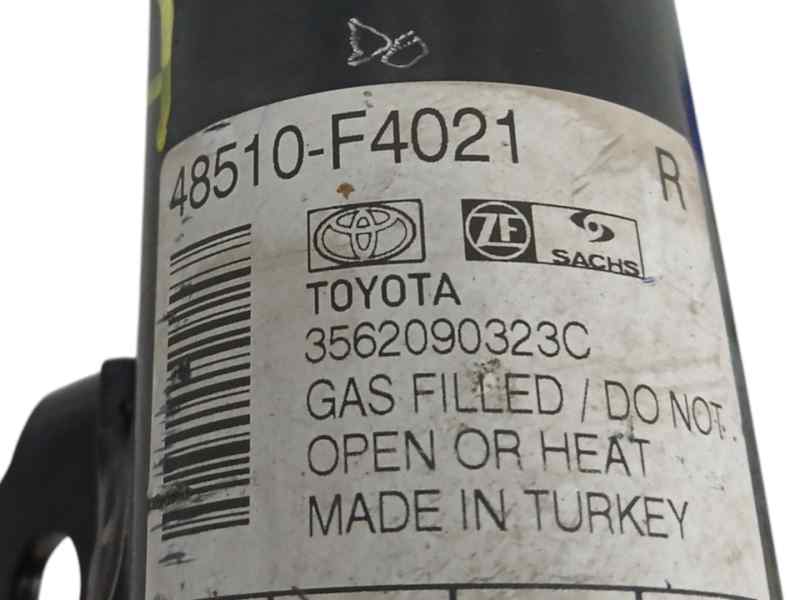 48510-F4021 R
ZF SACHS
TOYOTA
3562090323C
GAS FILLED / DO NOT
OPEN OR HEAT
MADE IN TURKEY